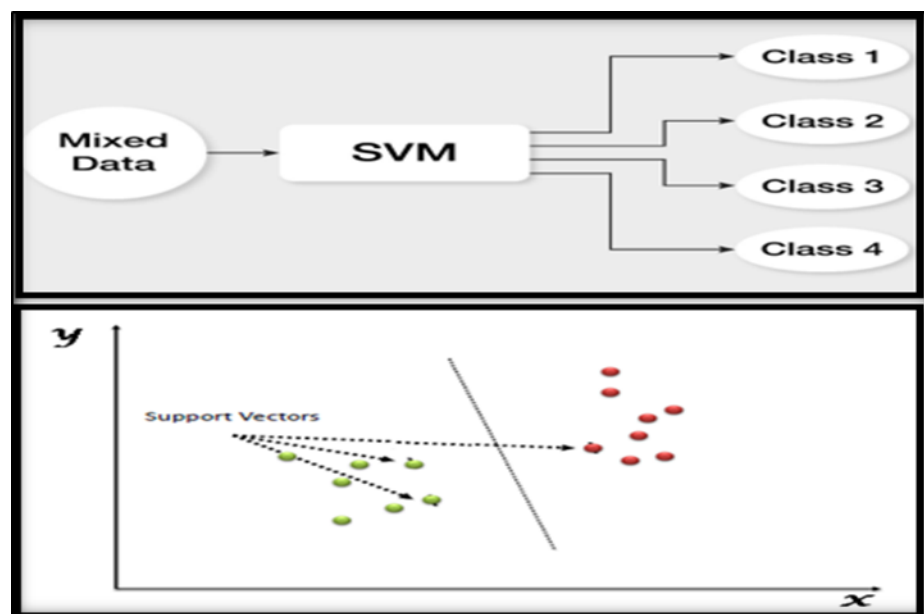 Mixed
Data
SVM
Class 1
Class 2
Class 3
Class 4
y
Support Vectors
x